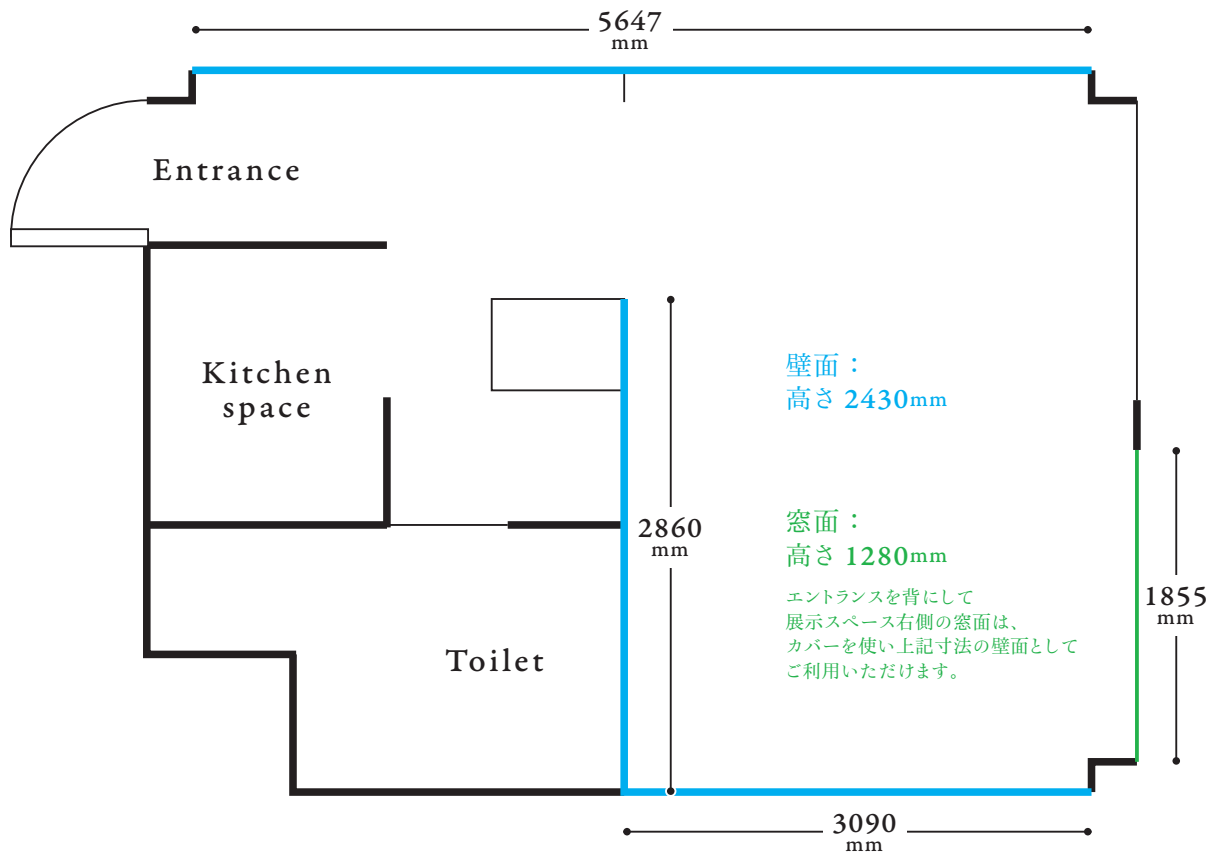 5647
mm
Entrance
Kitchen
space
壁面：
高さ 2430mm
2860
mm
窓面：
高さ 1280mm
エントランスを背にして
展示スペース右側の窓面は、
カバーを使い上記寸法の壁面として
ご利用いただけます。
1855
mm
Toilet
3090
mm